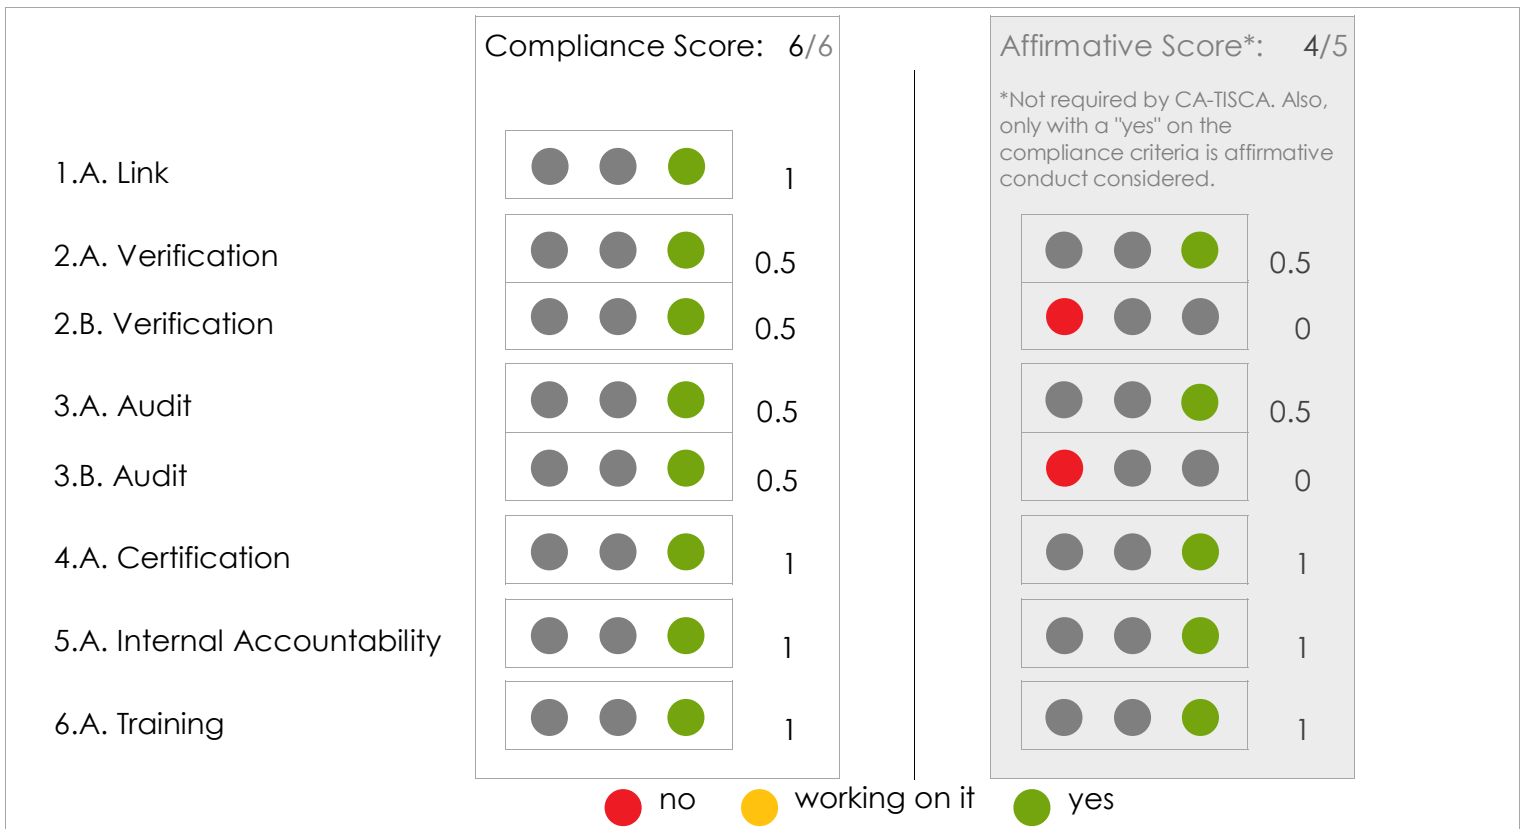 Compliance Score: 6/6
Affirmative Score*: 4/5
*Not required by CA-TISCA. Also,
only with a "yes" on the
compliance criteria is affirmative
conduct considered.
1.A. Link 1
2.A. Verification 0.5 0.5
2.B. Verification 0.5 0
3.A. Audit 0.5 0.5
3.B. Audit 0.5 0
4.A. Certification 1 1
5.A. Internal Accountability 1 1
6.A. Training 1 1
no working on it yes